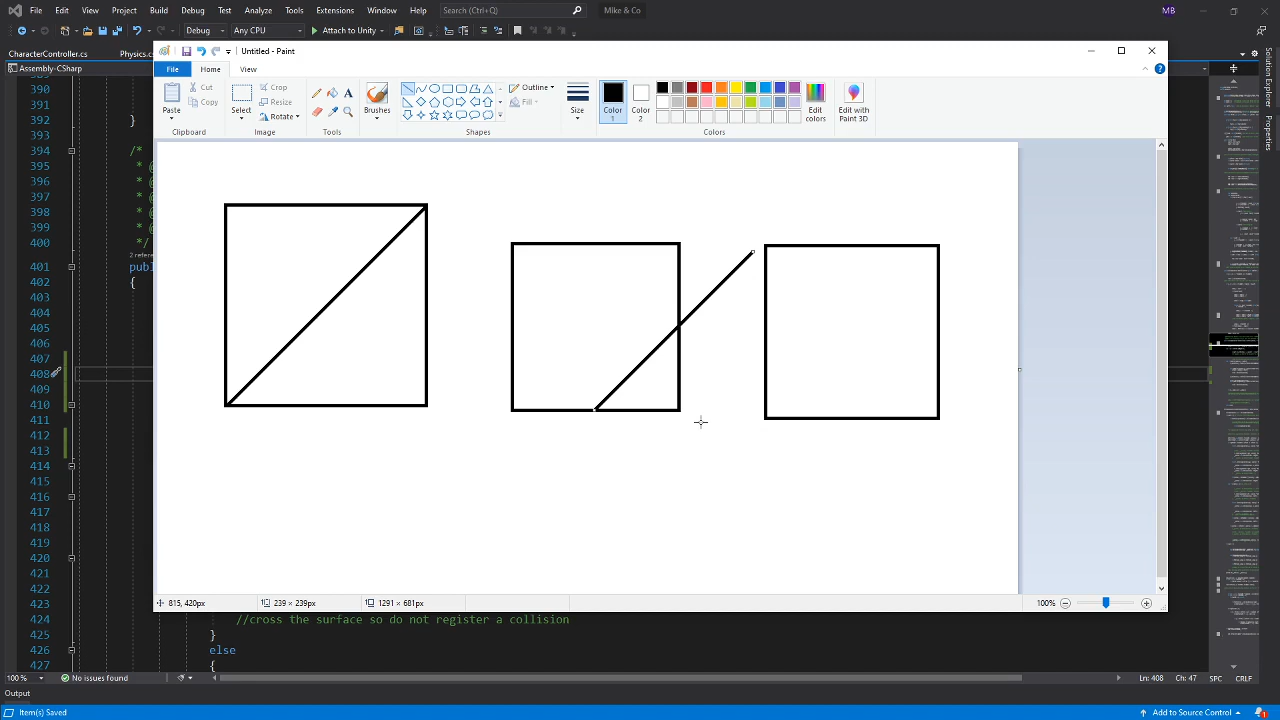 File Edit View Project Build Debug Test Analyze Tools Extensions Window Help Search (Ctrl+Q) Mike & Co MB
Debug Any CPU Attach to Unity
CharacterController.cs Physics.cs
Assembly-CSharp
Untitled - Paint
File Home View
Paste Cut Copy Select Crop Resize Rotate Brushes Outline Size Color 1 Color Edit colors Edit with Paint 3D
Clipboard Image Tools Shapes Colors
Solution Explorer
Properties
390
391
392 }
393
394 /*
395 * @
396 *
397 *
398 *
399 *
400 */
401 publ
402 {
403
404
405
406
407
408
409
410
411
412
413
414
415
416
417
418
419
420
421
422
423
815, 420px 239 × 239px 1291 × 681px 100%
424 //cross the surface so do not register a collision
425 }
426 else
427 {
100 % No issues found Ln: 408 Ch: 47 SPC CRLF
Output
Item(s) Saved Add to Source Control 1